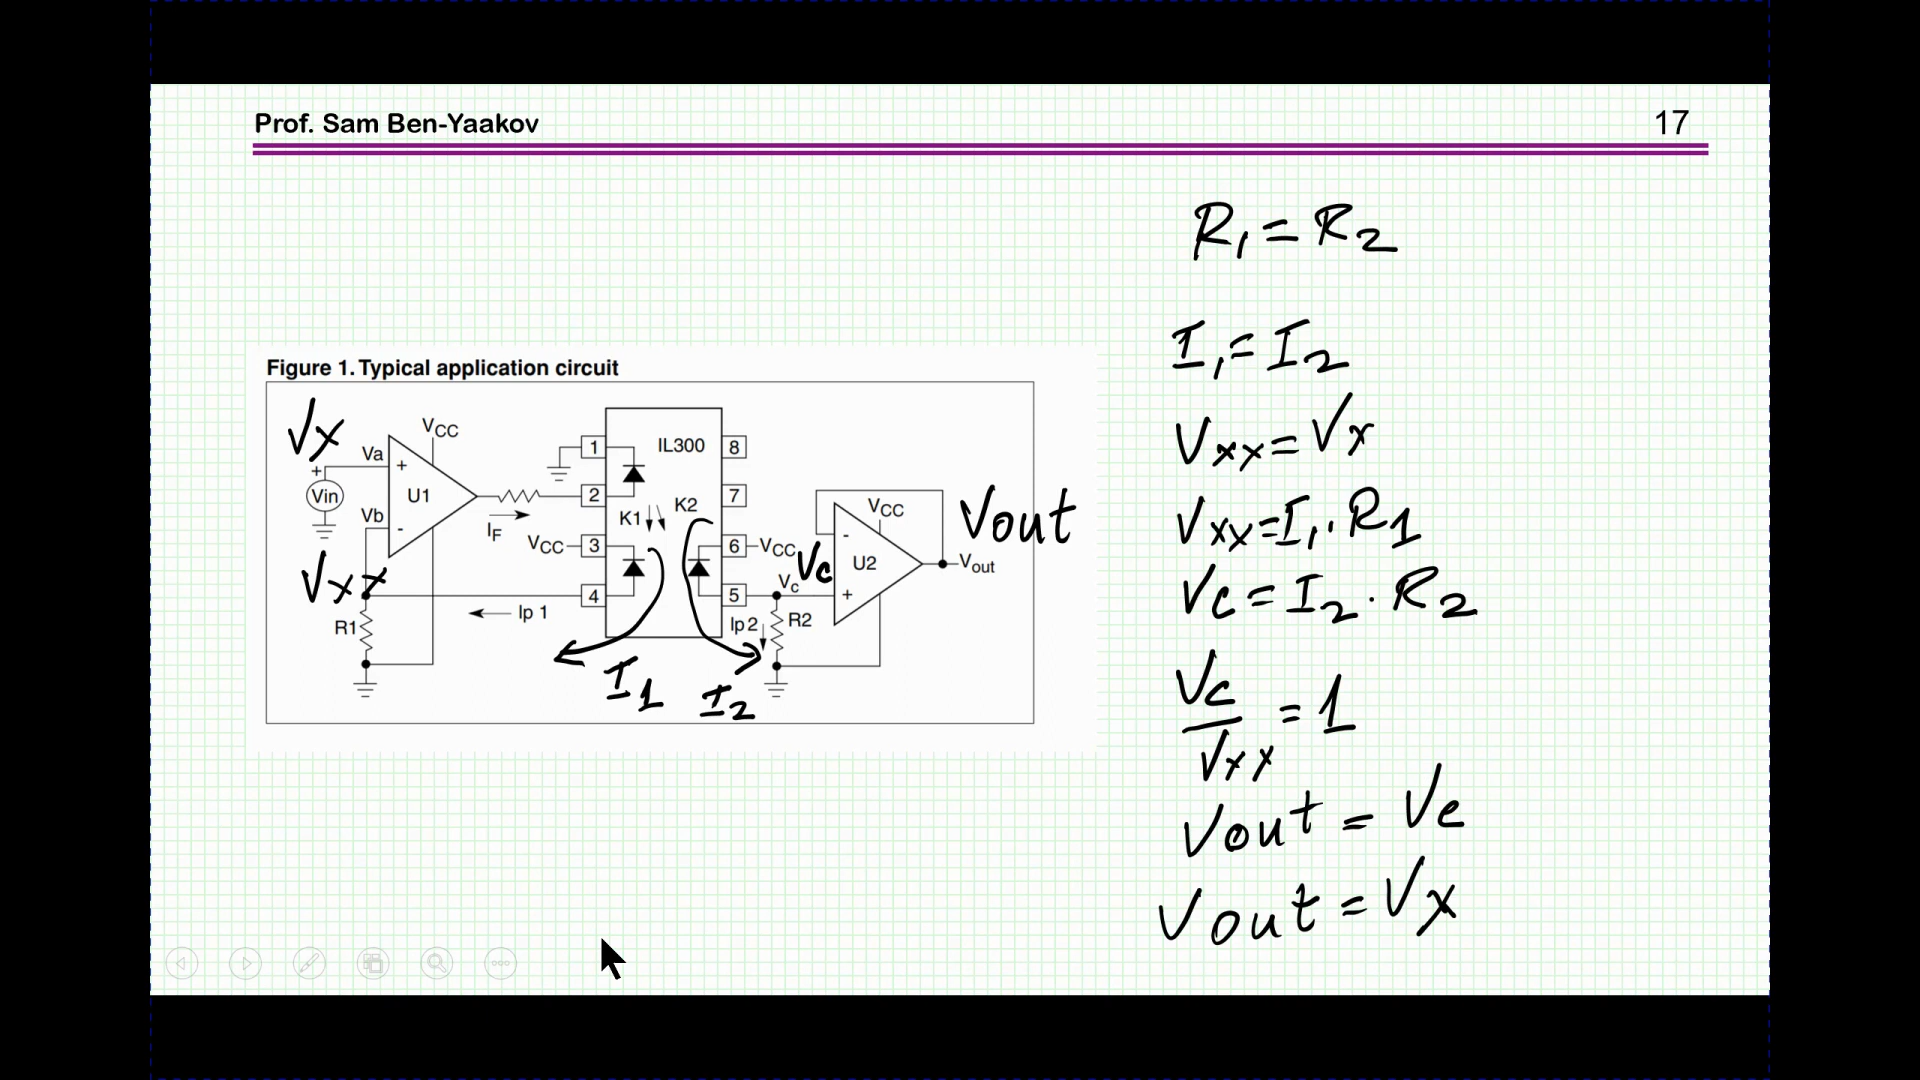 Prof. Sam Ben-Yaakov
17
R1 = R2
I1 = I2
Vxx = Vx
Vxx = I1 · R1
Vc = I2 · R2
Vc
Vxx
= 1
Vout = Vc
Vout = Vx
Figure 1. Typical application circuit
Vx
VCC
Va
+
+
Vin
U1
Vb
-
IF
Vxx
R1
Ip 1
1
2
3
4
IL300
8
7
6
5
K1
K2
VCC
VCC
Vc
Vc
VCC
-
U2
+
Vout
Vout
Ip 2
R2
I1
I2